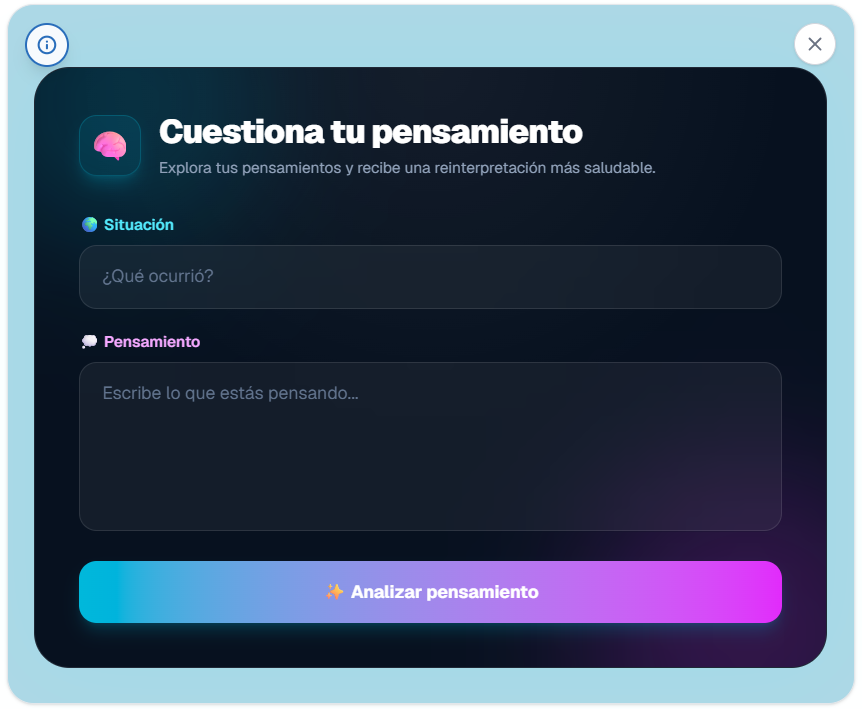 Cuestiona tu pensamiento
Explora tus pensamientos y recibe una reinterpretación más saludable.
Situación
¿Qué ocurrió?
Pensamiento
Escribe lo que estás pensando...
Analizar pensamiento